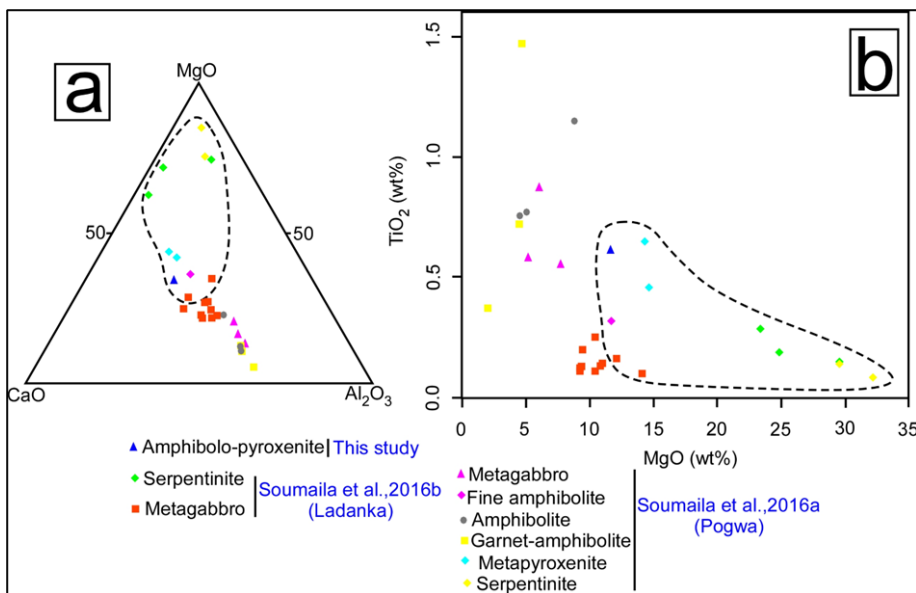 a
MgO
50
50
CaO
Al₂O₃
b
TiO₂ (wt%)
1.5
1.0
0.5
0.0
0
5
10
15
20
25
30
35
MgO (wt%)
Amphibolo-pyroxenite
This study
Serpentinite
Metagabbro
Soumaila et al.,2016b
(Ladanka)
Metagabbro
Fine amphibolite
Amphibolite
Garnet-amphibolite
Metapyroxenite
Serpentinite
Soumaila et al.,2016a
(Pogwa)